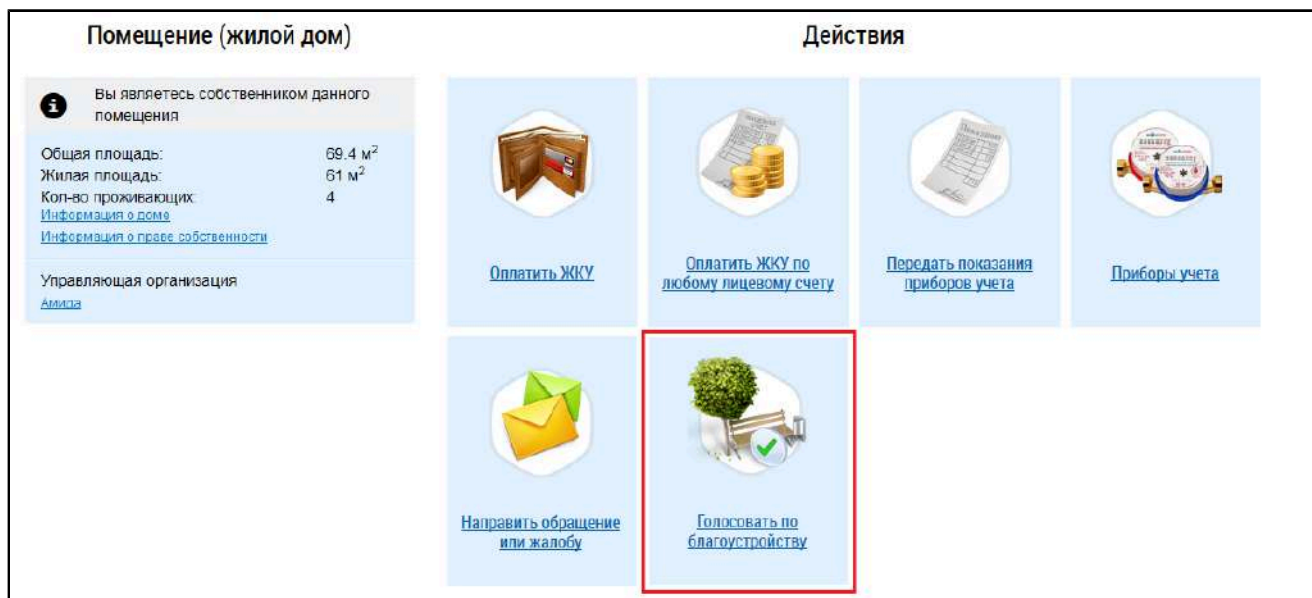 Помещение (жилой дом)
Вы являетесь собственником данного
помещения
Общая площадь: 69.4 м²
Жилая площадь: 61 м²
Кол-во проживающих: 4
Информация о доме
Информация о праве собственности
Управляющая организация
Амида
Действия
Оплатить ЖКУ
Оплатить ЖКУ по
любому лицевому счету
Передать показания
приборов учета
Приборы учета
Направить обращение
или жалобу
Голосовать по
благоустройству